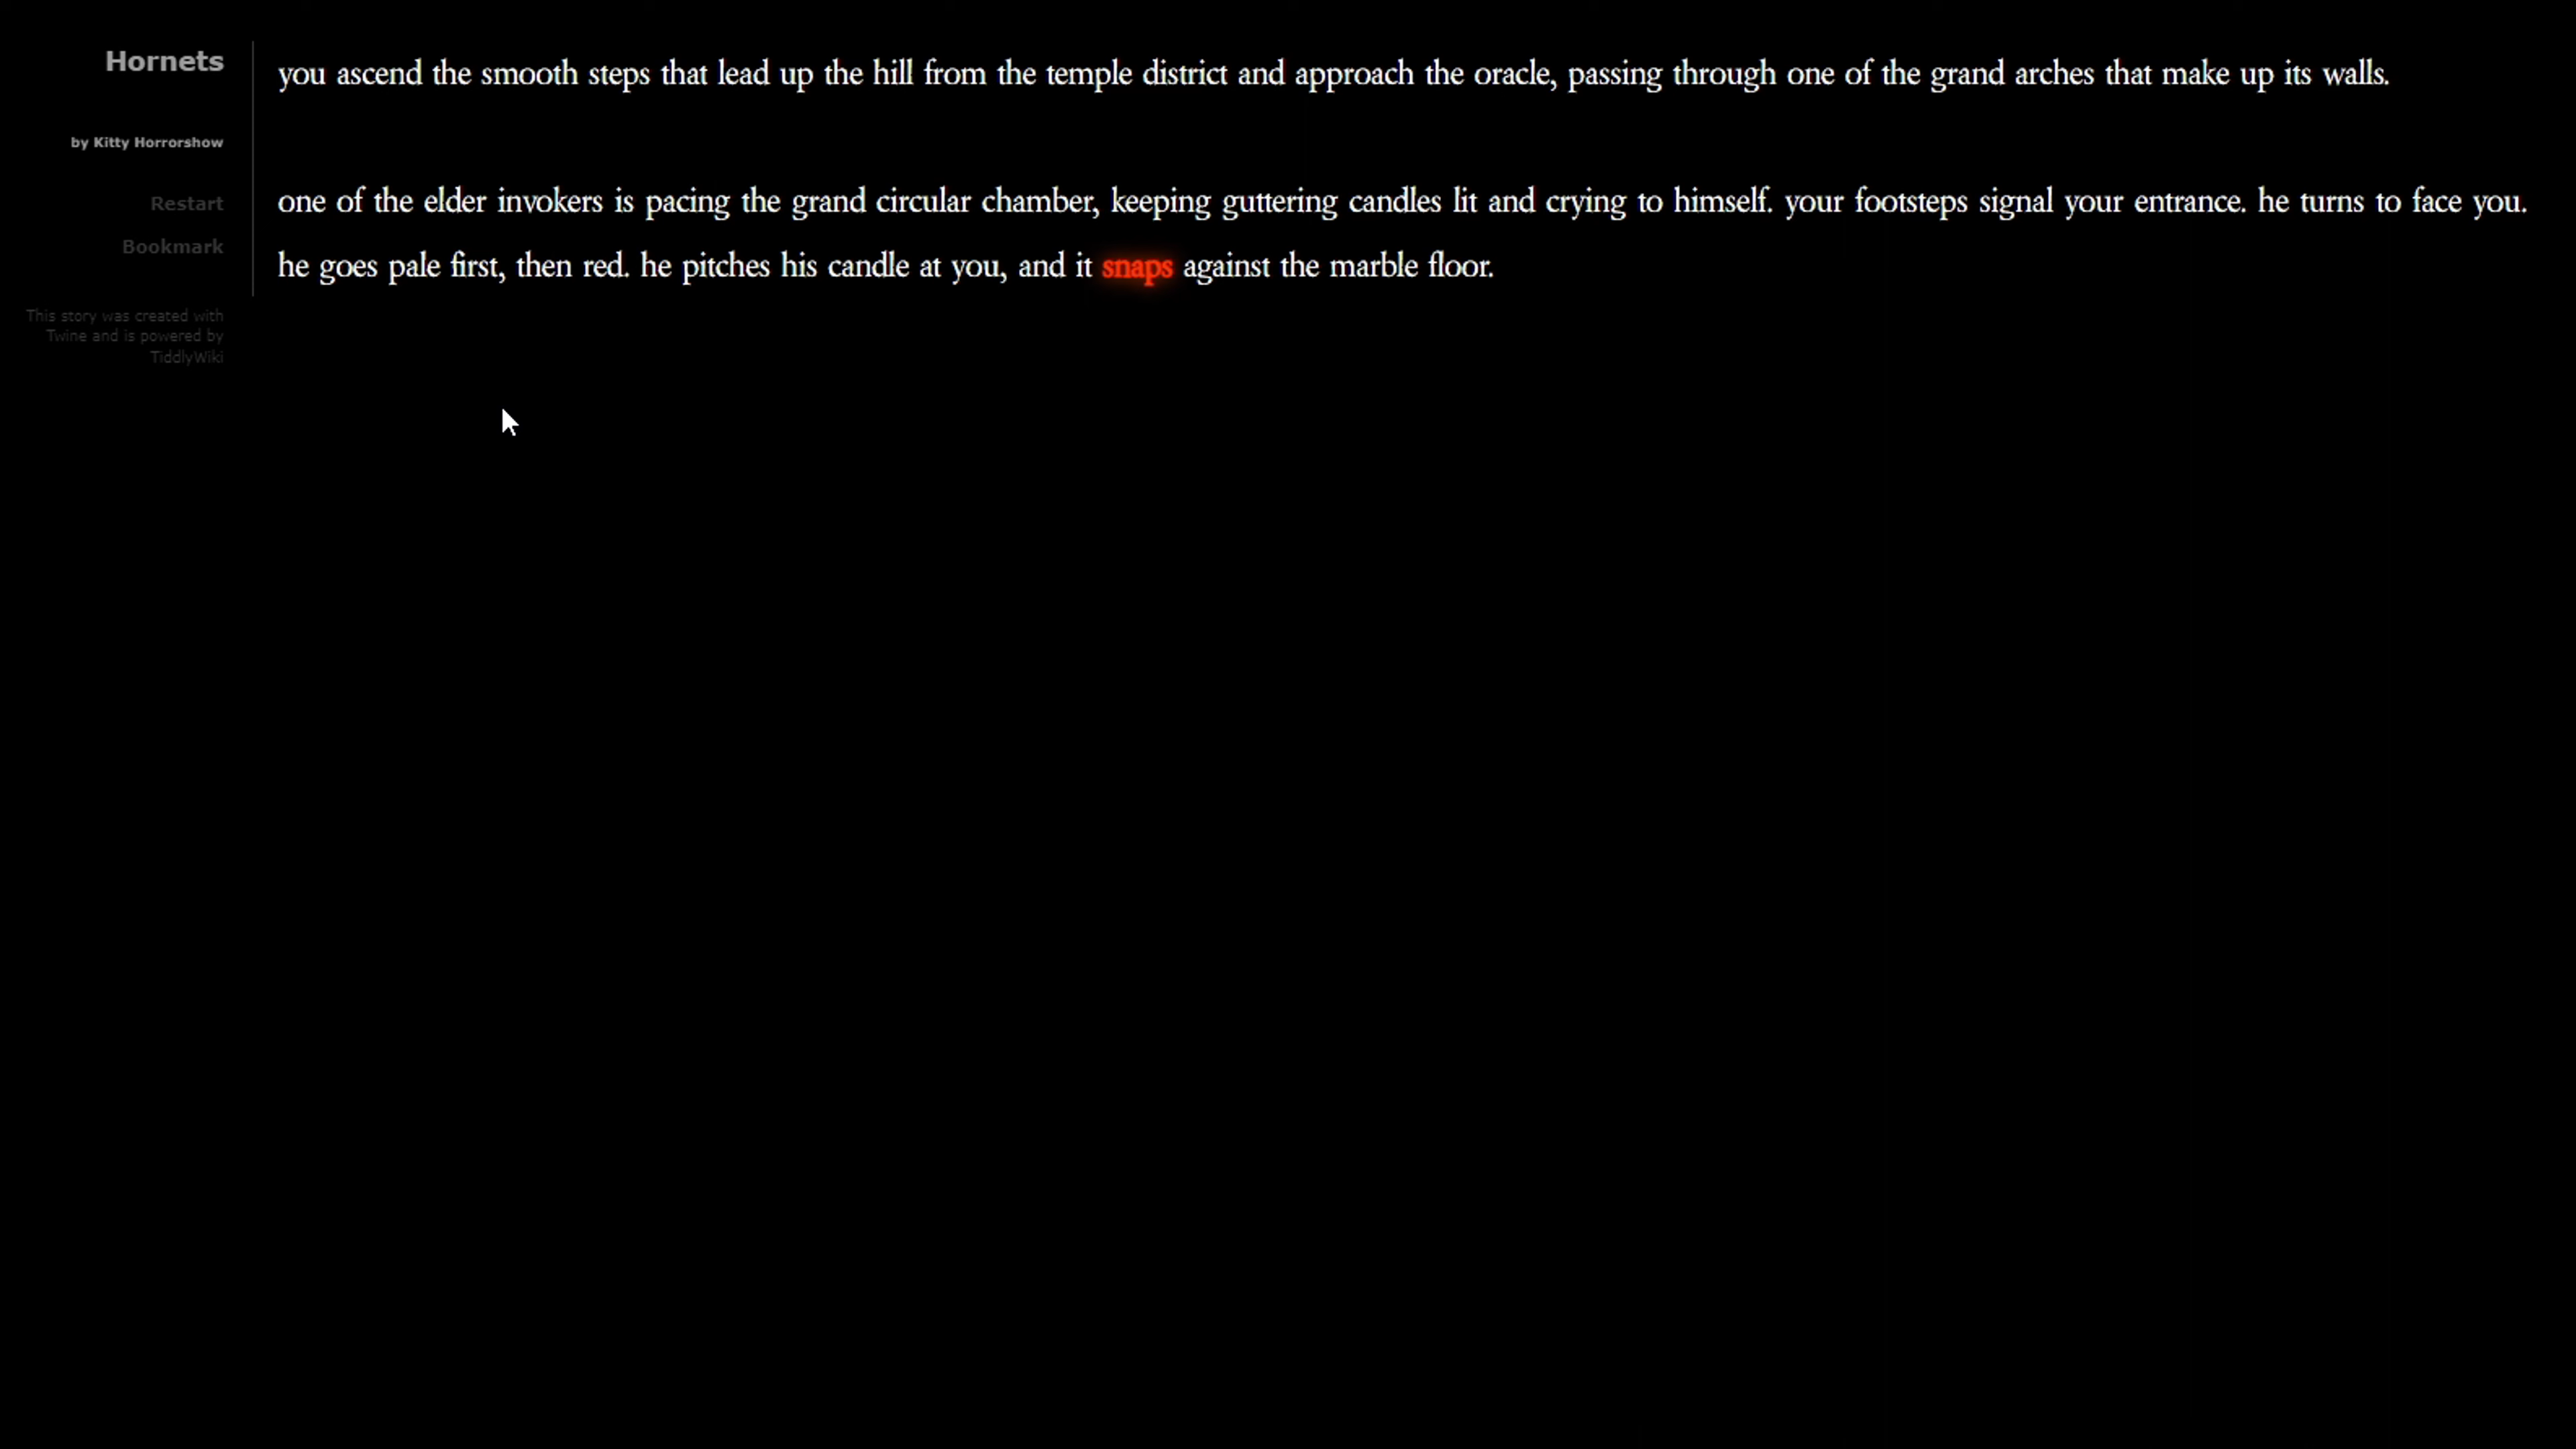 Hornets
by Kitty Horrorshow
Restart
Bookmark
This story was created with
Twine and is powered by
TiddlyWiki
you ascend the smooth steps that lead up the hill from the temple district and approach the oracle, passing through one of the grand arches that make up its walls.
one of the elder invokers is pacing the grand circular chamber, keeping guttering candles lit and crying to himself. your footsteps signal your entrance. he turns to face you.
he goes pale first, then red. he pitches his candle at you, and it snaps against the marble floor.